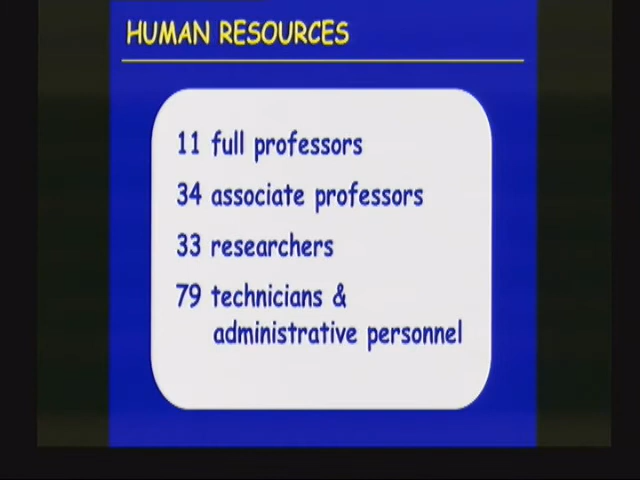 HUMAN RESOURCES
11 full professors
34 associate professors
33 researchers
79 technicians &
administrative personnel